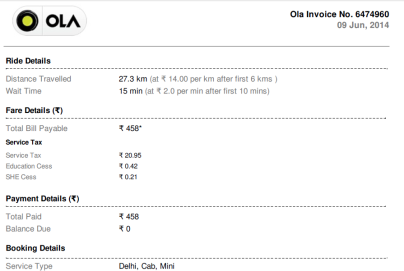 OLA
Ola Invoice No. 6474960
09 Jun, 2014
Ride Details
Distance Travelled 27.3 km (at ₹ 14.00 per km after first 6 kms )
Wait Time 15 min (at ₹ 2.0 per min after first 10 mins)
Fare Details (₹)
Total Bill Payable ₹ 458*
Service Tax
Service Tax ₹ 20.95
Education Cess ₹ 0.42
SHE Cess ₹ 0.21
Payment Details (₹)
Total Paid ₹ 458
Balance Due ₹ 0
Booking Details
Service Type Delhi, Cab, Mini